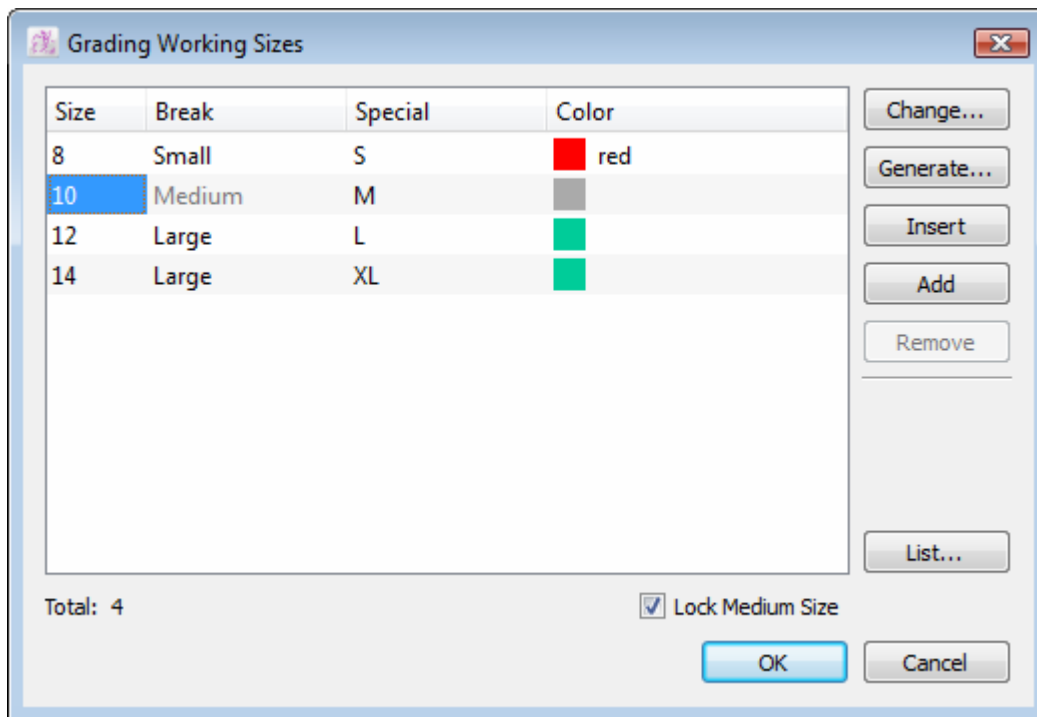 Grading Working Sizes
Size Break Special Color
8 Small S red
10 Medium M
12 Large L
14 Large XL
Change...
Generate...
Insert
Add
Remove
List...
Total: 4
Lock Medium Size
OK
Cancel